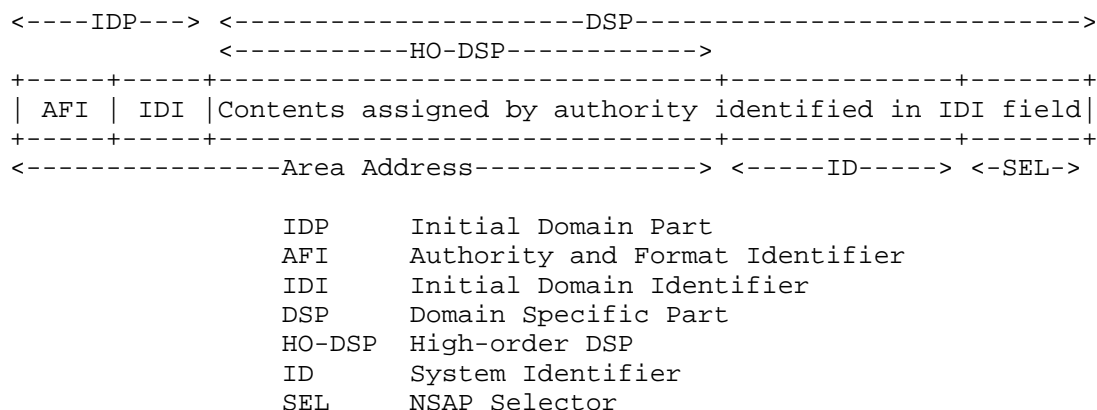 <----IDP---> <----------------------DSP---------------------------->
<-----------HO-DSP------------>
+-----+-----+-------------------------------+--------------+-------+
| AFI | IDI |Contents assigned by authority identified in IDI field|
+-----+-----+-------------------------------+--------------+-------+
<----------------Area Address--------------> <-----ID-----> <-SEL->
IDP Initial Domain Part
AFI Authority and Format Identifier
IDI Initial Domain Identifier
DSP Domain Specific Part
HO-DSP High-order DSP
ID System Identifier
SEL NSAP Selector